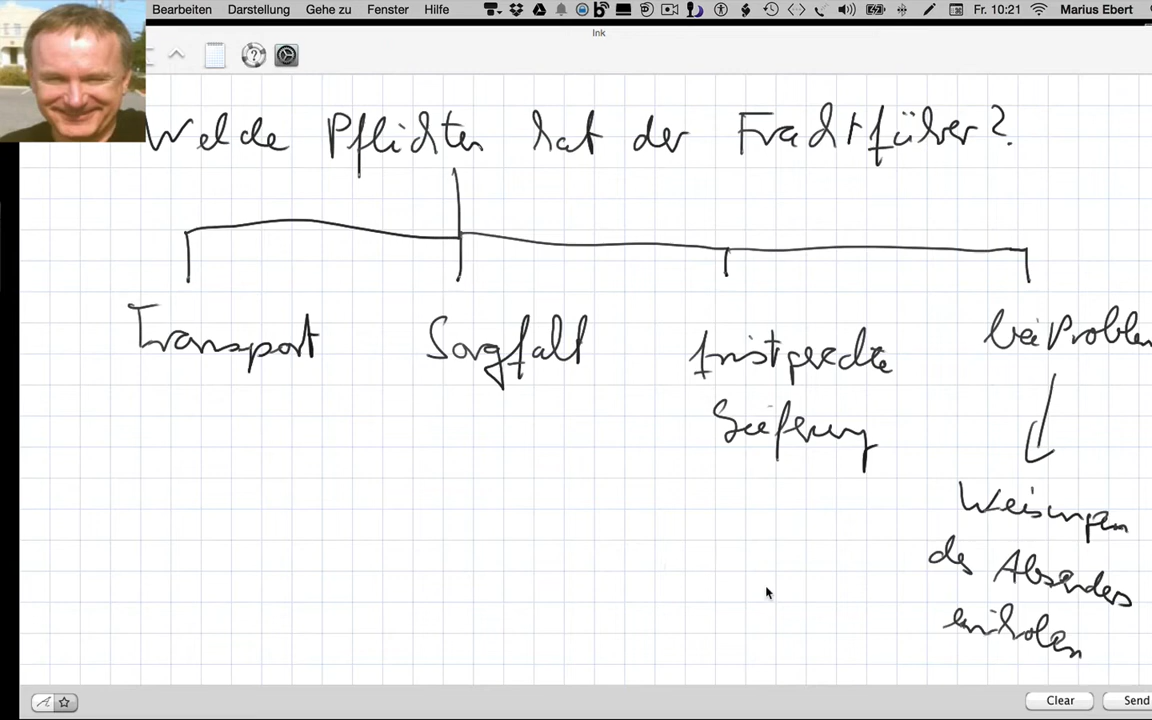 Bearbeiten Darstellung Gehe zu Fenster Hilfe Fr. 10:21 Marius Ebert
Ink
Welche Pflichten hat der Frachtführer?
Transport
Sorgfalt
fristgerechte
Lieferung
bei Problem
Weisungen
des Absenders
einholen
Clear
Send